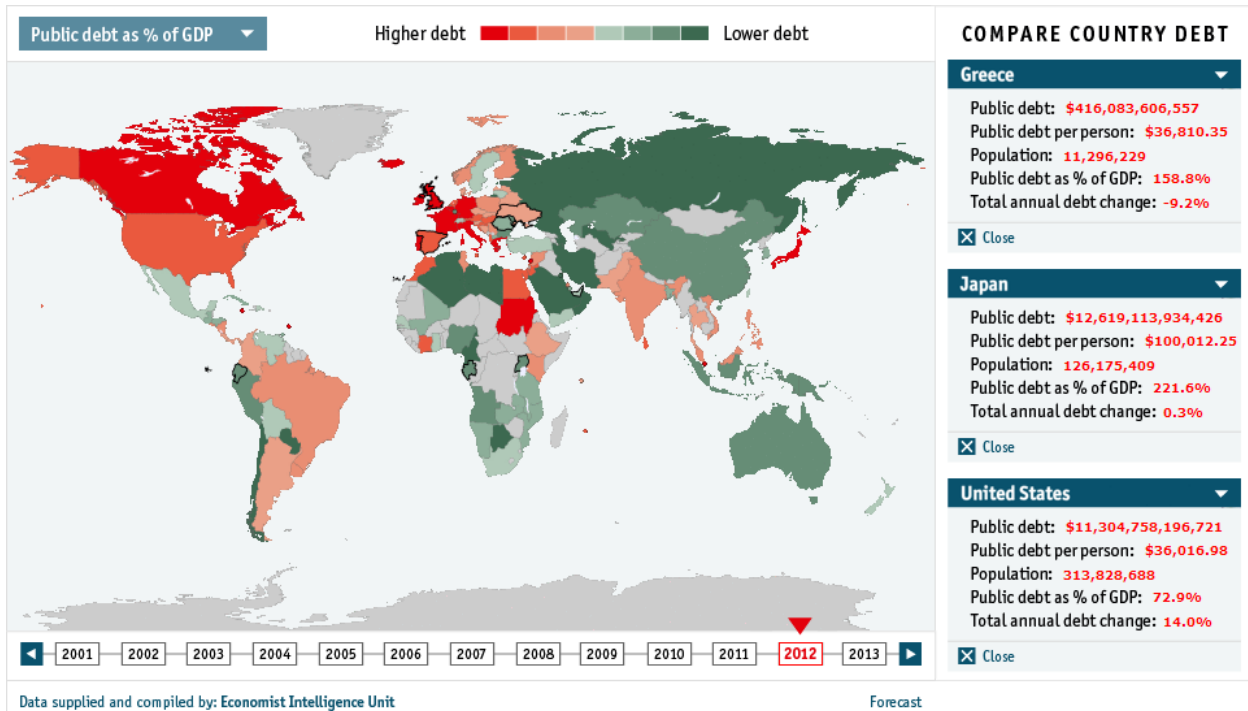 Public debt as % of GDP
Higher debt
Lower debt
COMPARE COUNTRY DEBT
Greece
Public debt: $416,083,606,557
Public debt per person: $36,810.35
Population: 11,296,229
Public debt as % of GDP: 158.8%
Total annual debt change: -9.2%
Close
Japan
Public debt: $12,619,113,934,426
Public debt per person: $100,012.25
Population: 126,175,409
Public debt as % of GDP: 221.6%
Total annual debt change: 0.3%
Close
United States
Public debt: $11,304,758,196,721
Public debt per person: $36,016.98
Population: 313,828,688
Public debt as % of GDP: 72.9%
Total annual debt change: 14.0%
Close
2001 2002 2003 2004 2005 2006 2007 2008 2009 2010 2011 2012 2013
Data supplied and compiled by: Economist Intelligence Unit
Forecast